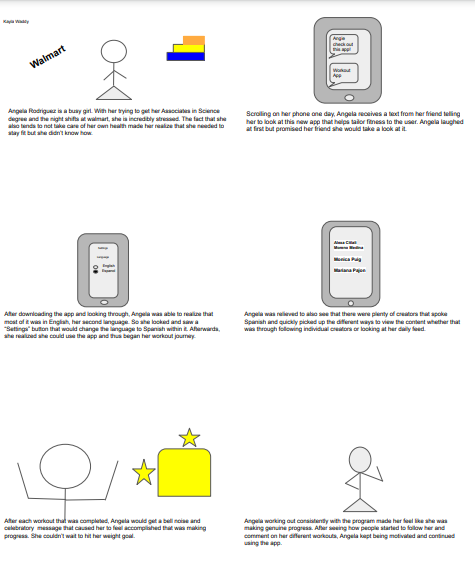 Kayla Waddy
Walmart
Angela Rodriguez is a busy girl. With her trying to get her Associates in Science
degree and the night shifts at walmart, she is incredibly stressed. The fact that she
also tends to not take care of her own health made her realize that she needed to
stay fit but she didn't know how.
Angie
check out
this app!
Workout
App
Scrolling on her phone one day, Angela receives a text from her friend telling
her to look at this new app that helps tailor fitness to the user. Angela laughed
at first but promised her friend she would take a look at it.
Settings
Language
English
Espanol
After downloading the app and looking through, Angela was able to realize that
most of it was in English, her second language. So she looked and saw a
"Settings" button that would change the language to Spanish within it. Afterwards,
she realized she could use the app and thus began her workout journey.
Moreno Medina
Monica Puig
Mariana Pajon
Angela was relieved to also see that there were plenty of creators that spoke
Spanish and quickly picked up the different ways to view the content whether that
was through following individual creators or looking at her daily feed.
After each workout that was completed, Angela would get a bell noise and
celebratory message that caused her to feel accomplished that was making
progress. She couldn't wait to hit her weight goal.
Angela working out consistently with the program made her feel like she was
making genuine progress. After seeing how people started to follow her and
comment on her different workouts, Angela kept being motivated and continued
using the app.